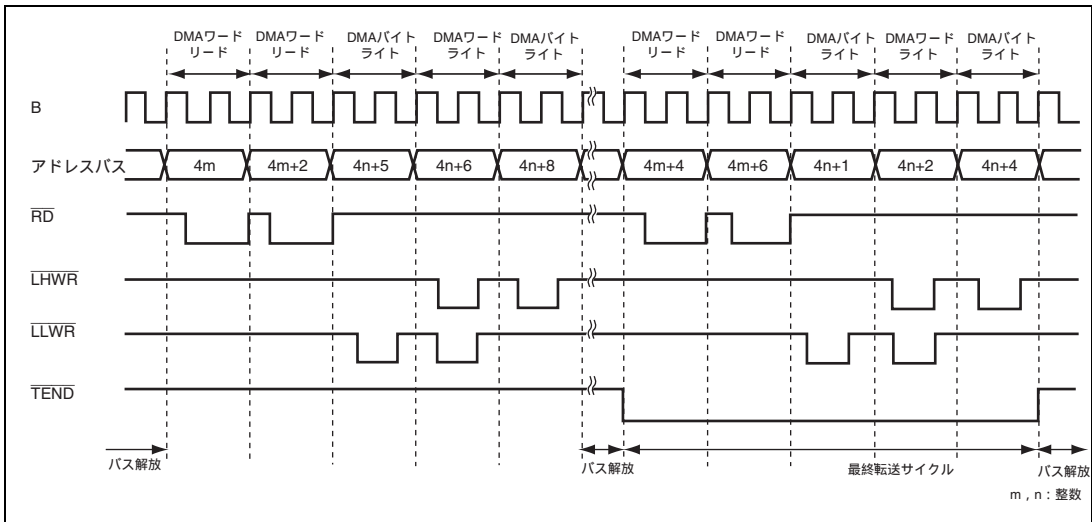 DMAワード DMAワード DMAバイト DMAワード DMAバイト DMAワード DMAワード DMAバイト DMAワード DMAバイト
リード リード ライト ライト ライト リード リード ライト ライト ライト
B
アドレスバス 4m 4m+2 4n+5 4n+6 4n+8 4m+4 4m+6 4n+1 4n+2 4n+4
RD
LHWR
LLWR
TEND
バス解放 バス解放 最終転送サイクル バス解放
m , n : 整数